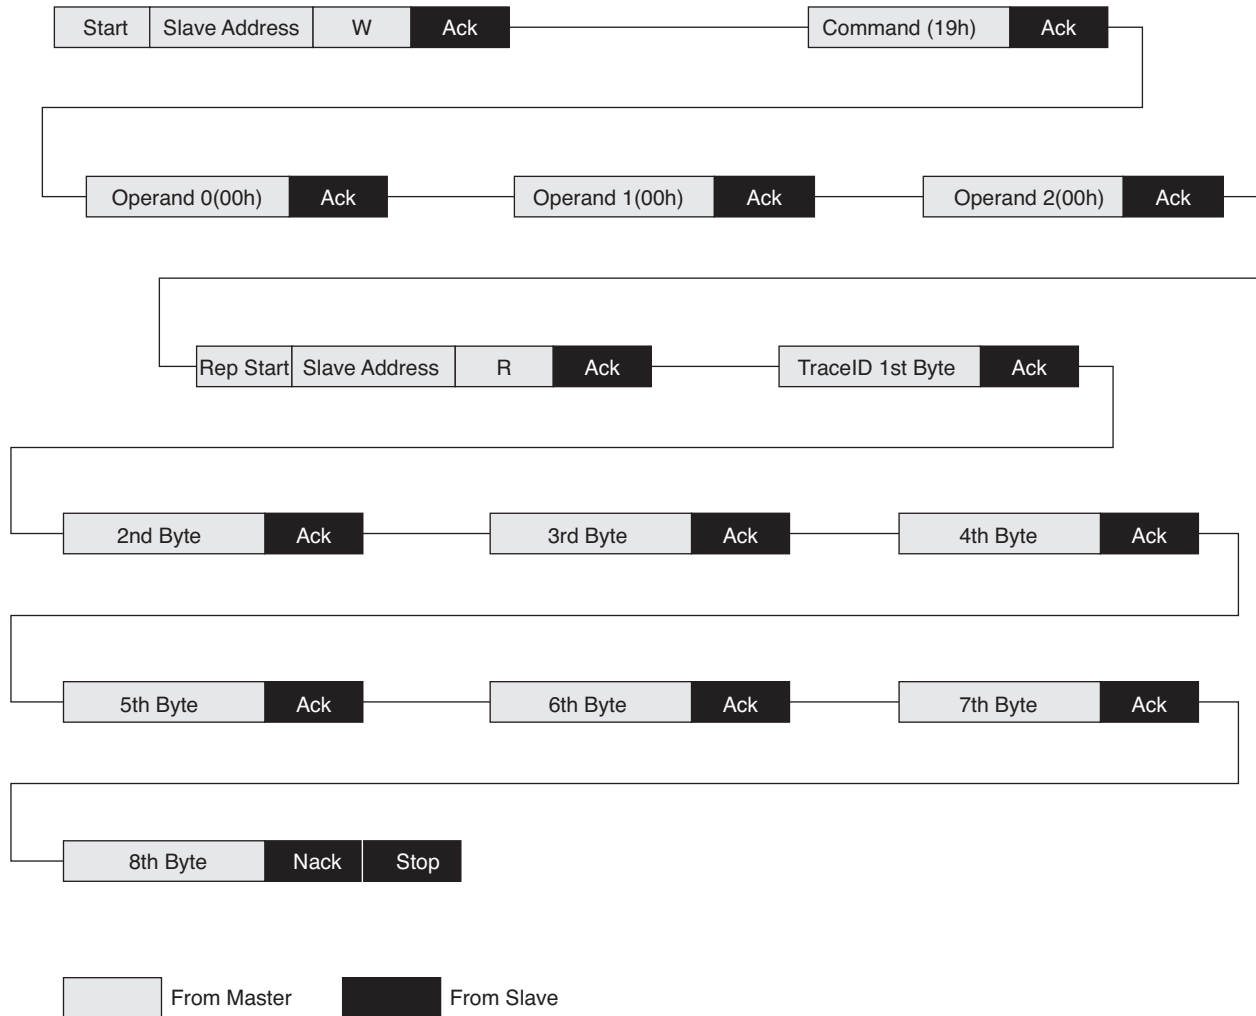 Start Slave Address W Ack Command (19h) Ack
Operand 0(00h) Ack Operand 1(00h) Ack Operand 2(00h) Ack
Rep Start Slave Address R Ack TraceID 1st Byte Ack
2nd Byte Ack 3rd Byte Ack 4th Byte Ack
5th Byte Ack 6th Byte Ack 7th Byte Ack
8th Byte Nack Stop
From Master From Slave